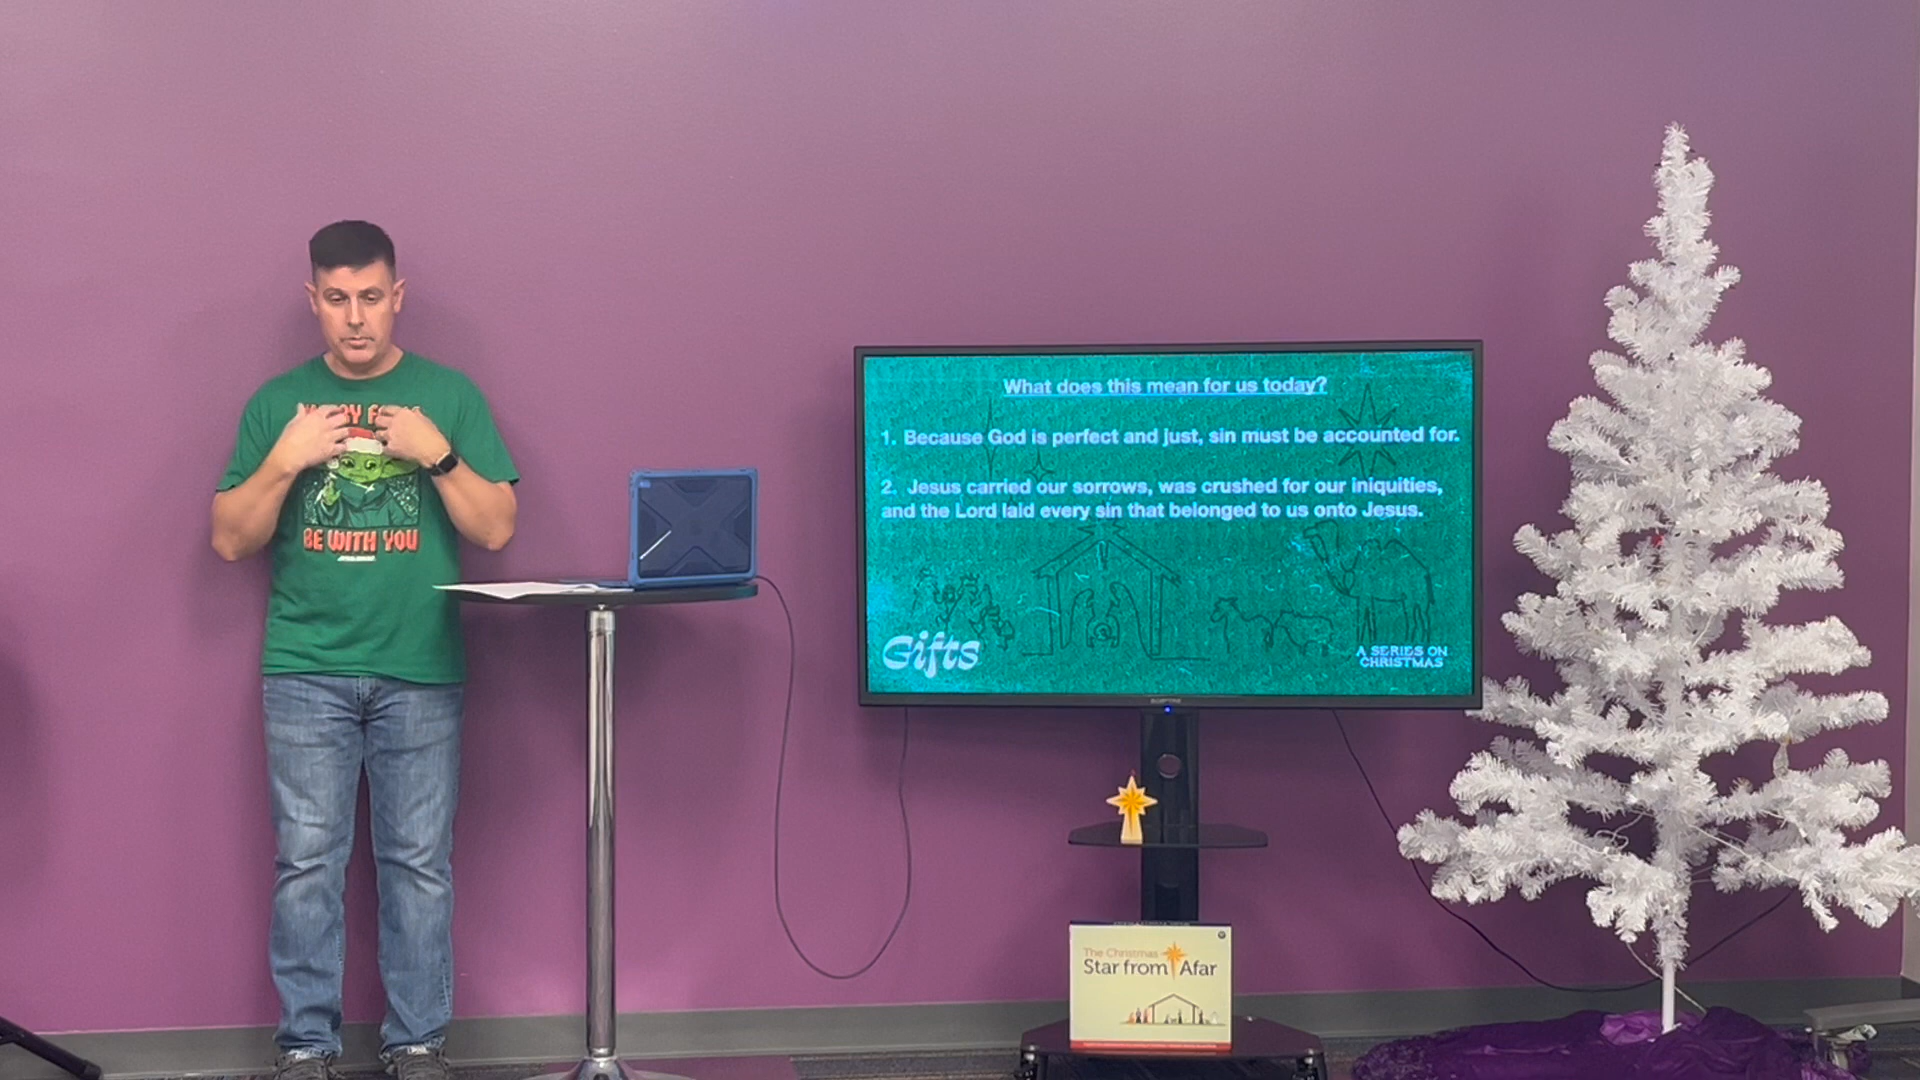 BE WITH YOU
What does this mean for us today?
1. Because God is perfect and just, sin must be accounted for.
2. Jesus carried our sorrows, was crushed for our iniquities,
and the Lord laid every sin that belonged to us onto Jesus.
Gifts
A SERIES ON
CHRISTMAS
The Christmas
Star from Afar